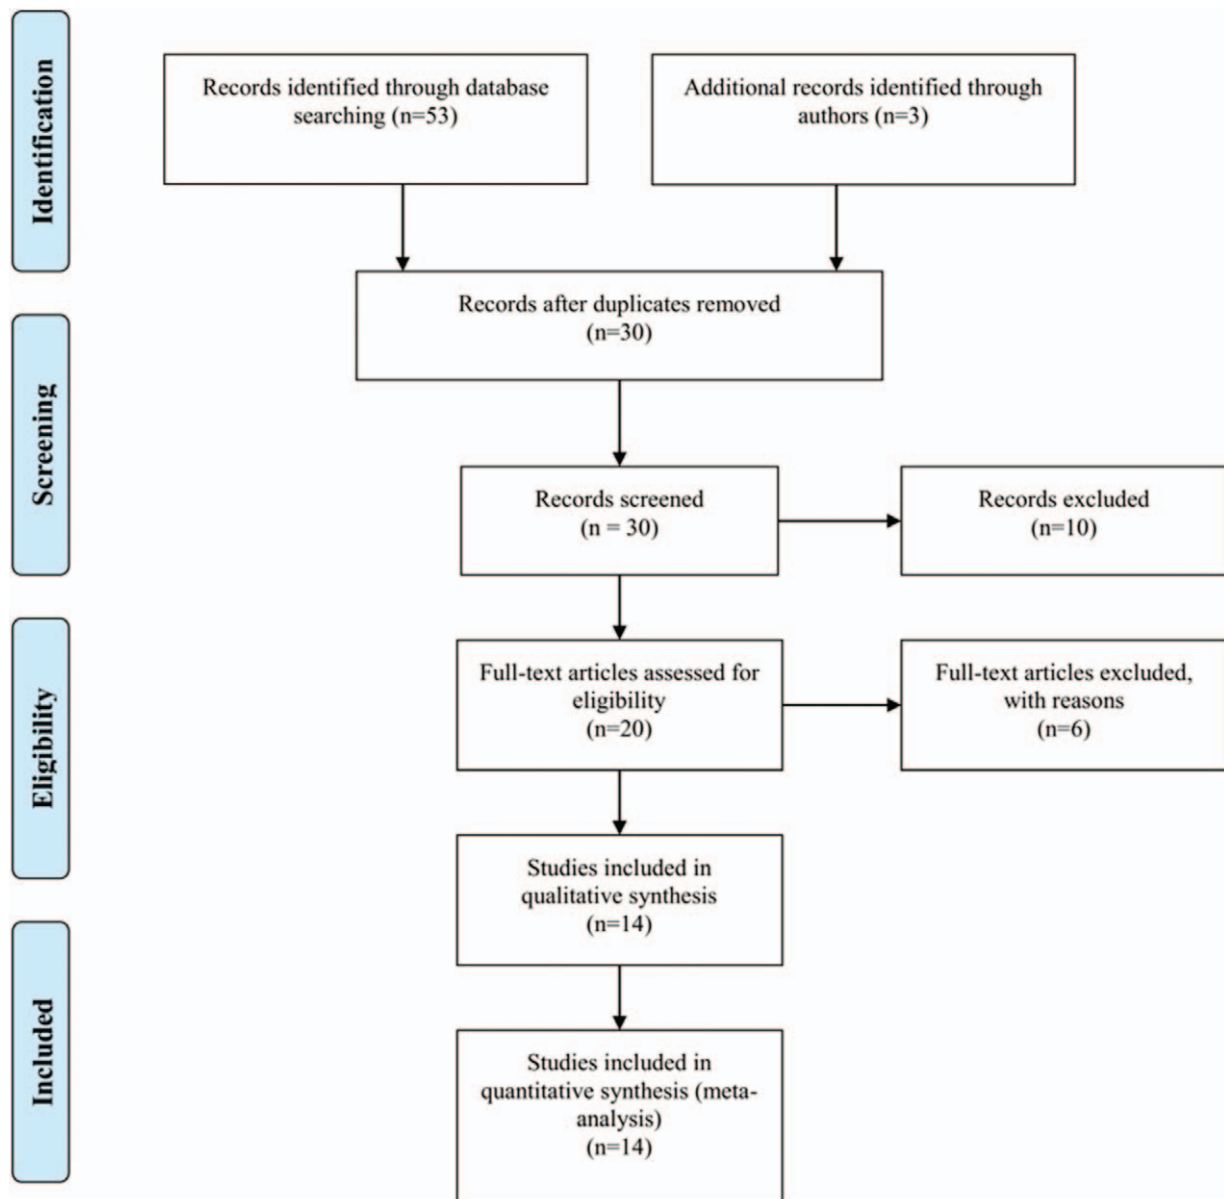 Identification
Records identified through database
searching (n=53)
Additional records identified through
authors (n=3)
Records after duplicates removed
(n=30)
Screening
Records screened
(n = 30)
Records excluded
(n=10)
Eligibility
Full-text articles assessed for
eligibility
(n=20)
Full-text articles excluded,
with reasons
(n=6)
Studies included in
qualitative synthesis
(n=14)
Included
Studies included in
quantitative synthesis (meta-
analysis)
(n=14)